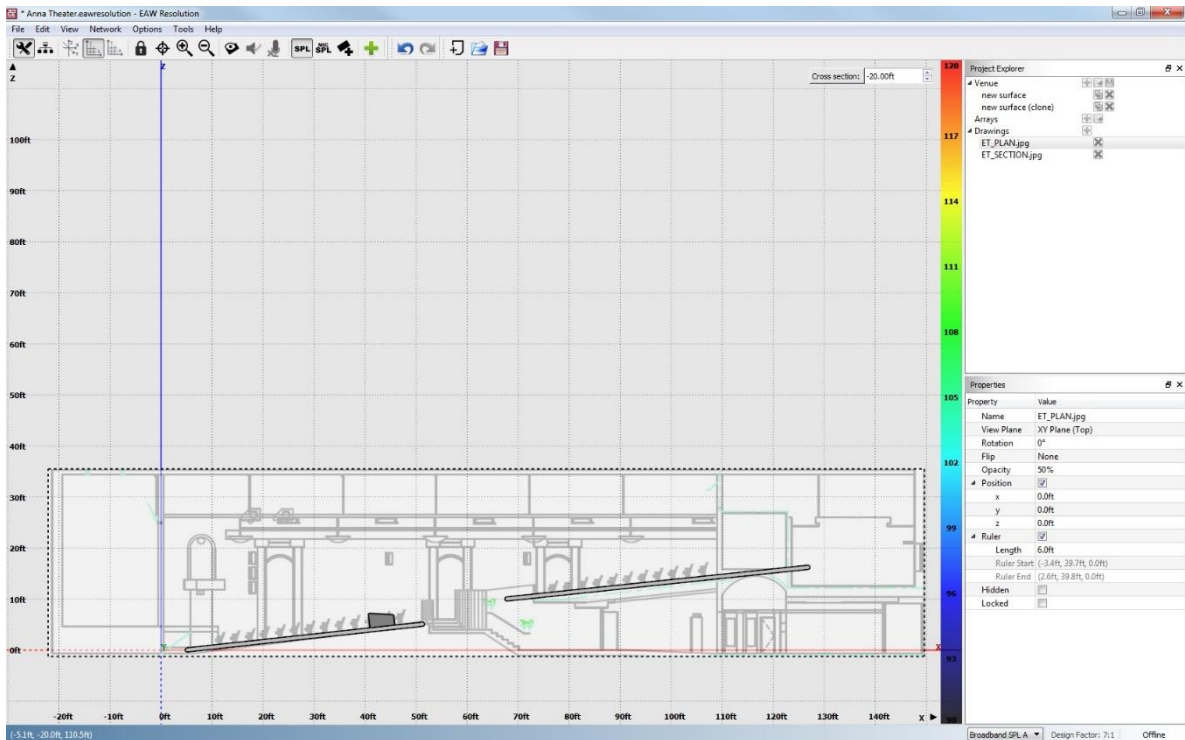 * Anna Theater.eawresolution - EAW Resolution
File Edit View Network Options Tools Help
SPL MIC SPL
Z
z
Cross section: -20.00ft
120
117
114
111
108
105
102
99
96
93
90
100ft
90ft
80ft
70ft
60ft
50ft
40ft
30ft
20ft
10ft
0ft
Y
X
-20ft -10ft 0ft 10ft 20ft 30ft 40ft 50ft 60ft 70ft 80ft 90ft 100ft 110ft 120ft 130ft 140ft X
Project Explorer
Venue
new surface
new surface (clone)
Arrays
Drawings
ET_PLAN.jpg
ET_SECTION.jpg
Properties
Property Value
Name ET_PLAN.jpg
View Plane XY Plane (Top)
Rotation 0°
Flip None
Opacity 50%
Position
x 0.0ft
y 0.0ft
z 0.0ft
Ruler
Length 6.0ft
Ruler Start (-3.4ft, 39.7ft, 0.0ft)
Ruler End (2.6ft, 39.8ft, 0.0ft)
Hidden
Locked
(-5.1ft, -20.0ft, 110.5ft)
Broadband SPL A Design Factor: 7:1 Offline